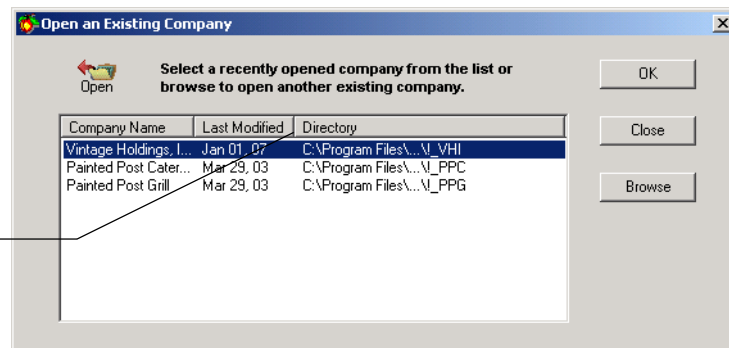 Open an Existing Company
Open
Select a recently opened company from the list or
browse to open another existing company.
OK
Company Name Last Modified Directory
Close
Vintage Holdings, I... Jan 01, 07 C:\Program Files\...\!_VHI
Painted Post Cater... Mar 29, 03 C:\Program Files\...\!_PPC
Painted Post Grill Mar 29, 03 C:\Program Files\...\!_PPG
Browse